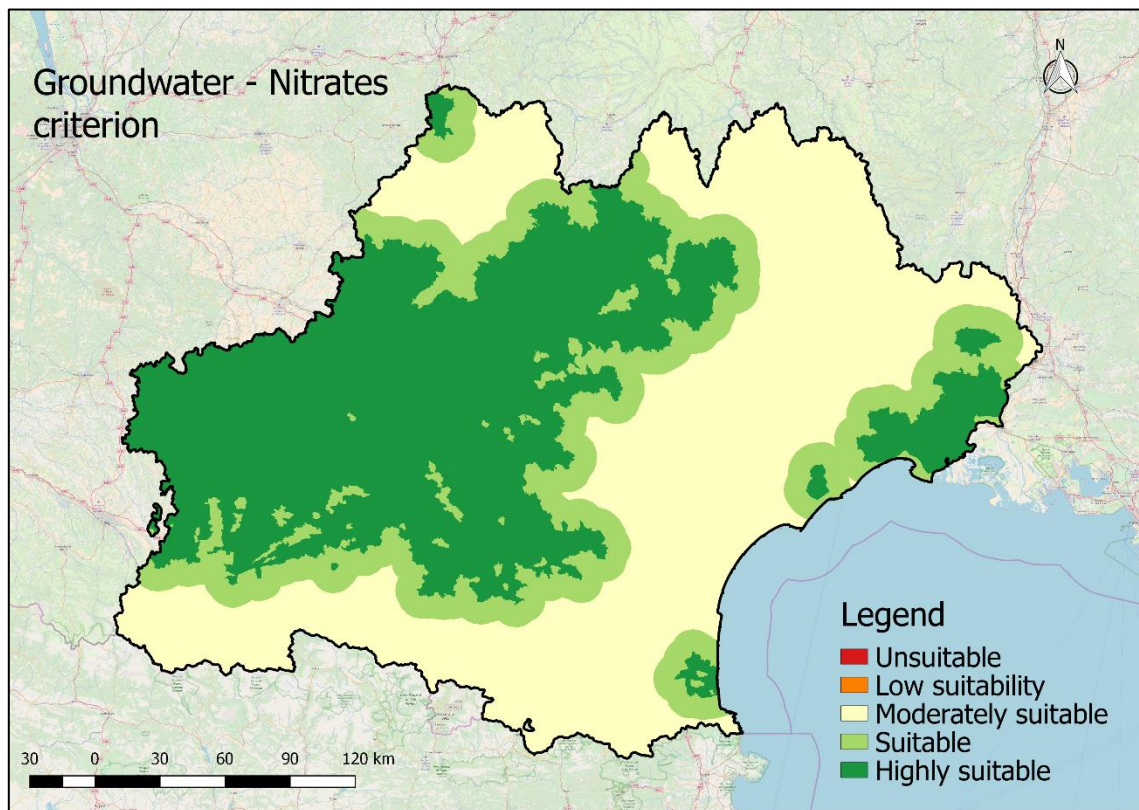 Groundwater - Nitrates
criterion
N
Legend
Unsuitable
Low suitability
Moderately suitable
Suitable
Highly suitable
30 0 30 60 90 120 km